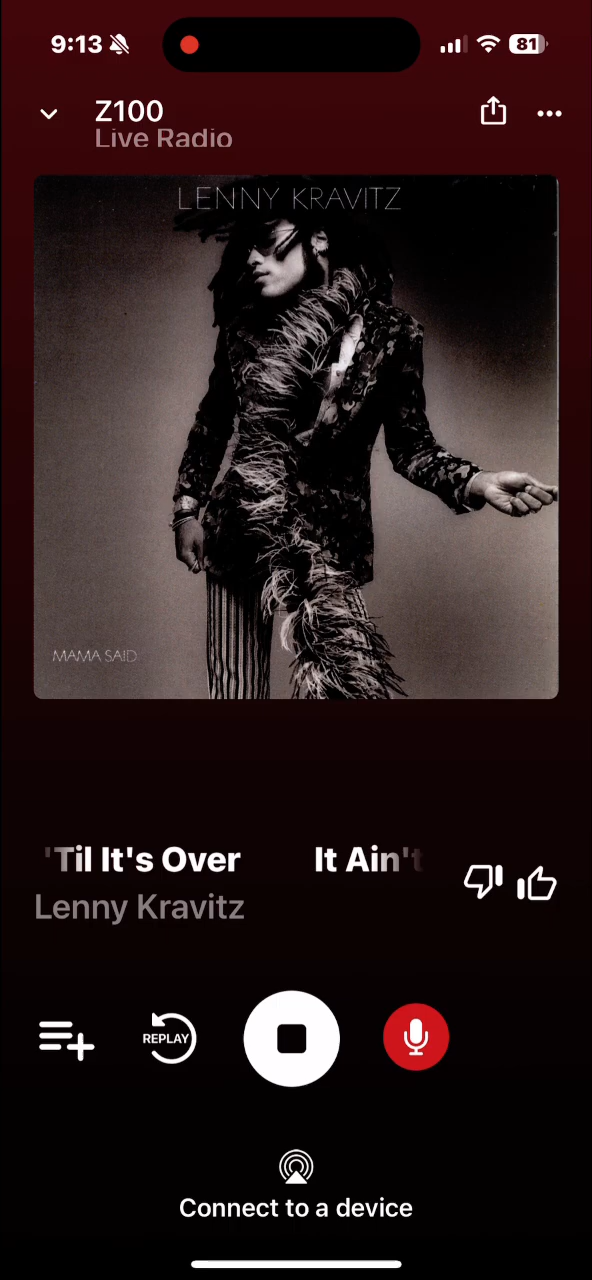 9:13
81
Z100
Live Radio
LENNY KRAVITZ
MAMA SAID
'Til It's Over It Ain't
Lenny Kravitz
REPLAY
Connect to a device